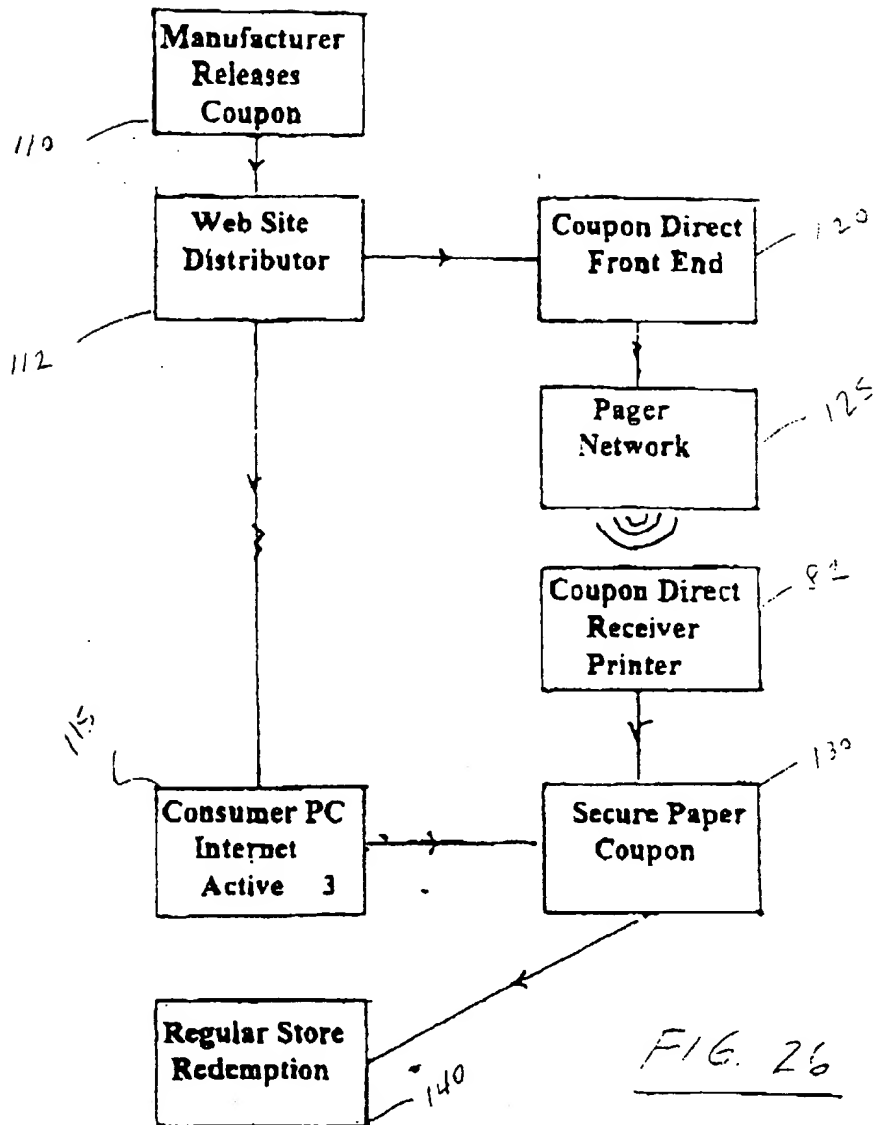 Manufacturer
Releases
Coupon
110
Web Site
Distributor
112
Coupon Direct
Front End
120
Pager
Network
125
Coupon Direct
Receiver
Printer
115
Consumer PC
Internet
Active 3
Secure Paper
Coupon
130
Regular Store
Redemption
140
FIG. 26